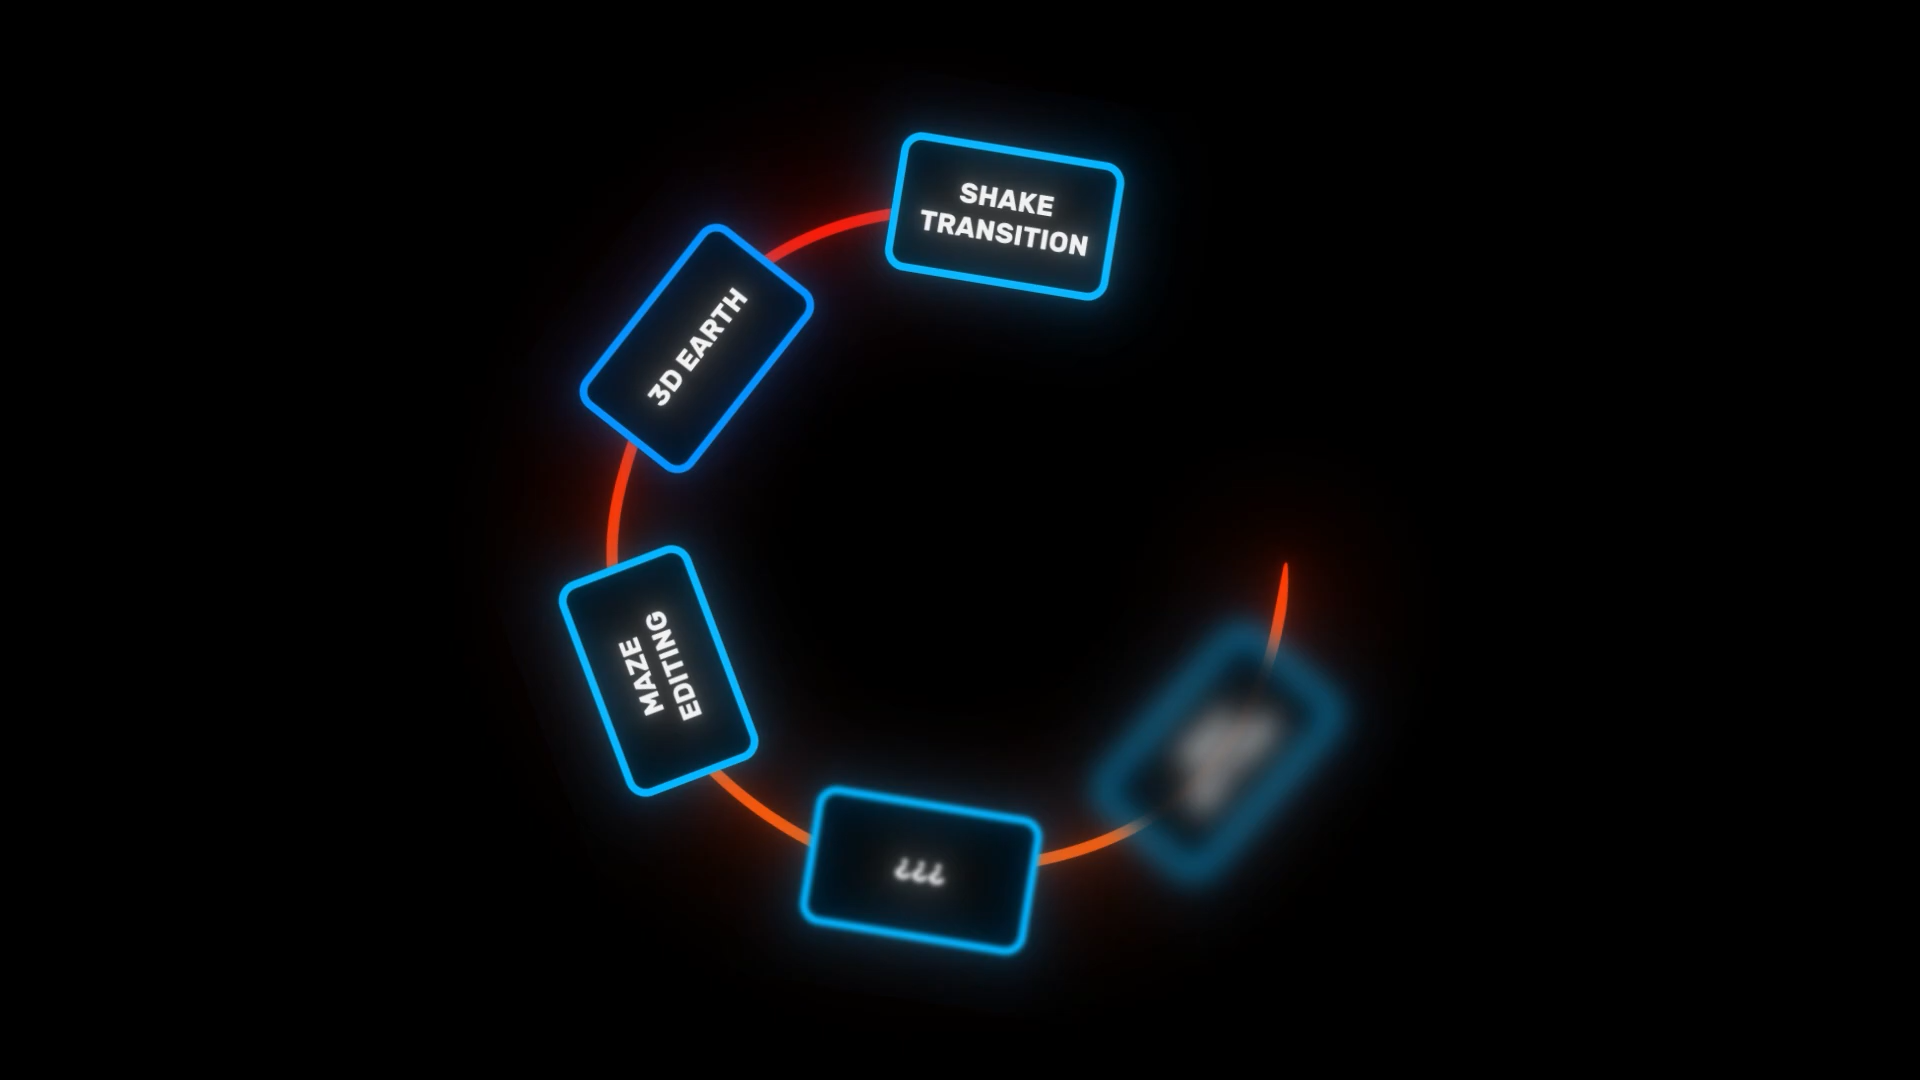 SHAKE
TRANSITION
3D EARTH
MAZE
EDITING
???